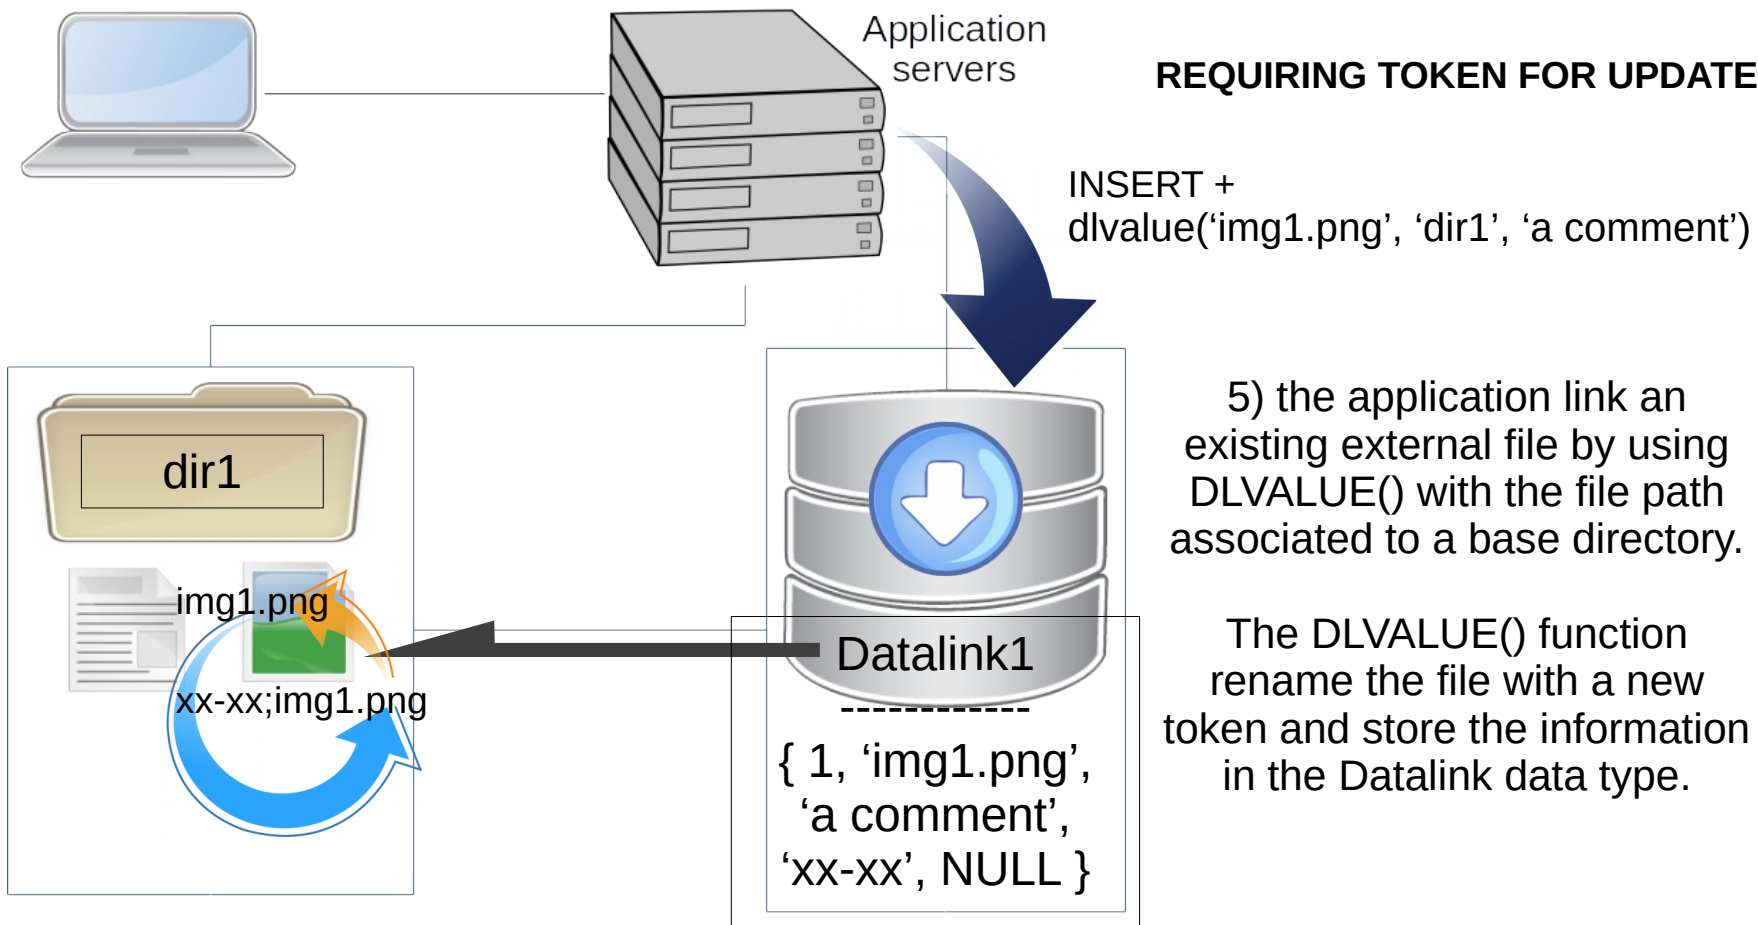 Application
servers
REQUIRING TOKEN FOR UPDATE
INSERT +
dlvalue(‘img1.png’, ‘dir1’, ‘a comment’)
dir1
img1.png
xx-xx;img1.png
Datalink1
------------
{ 1, ‘img1.png’,
‘a comment’,
‘xx-xx’, NULL }
5) the application link an
existing external file by using
DLVALUE() with the file path
associated to a base directory.
The DLVALUE() function
rename the file with a new
token and store the information
in the Datalink data type.